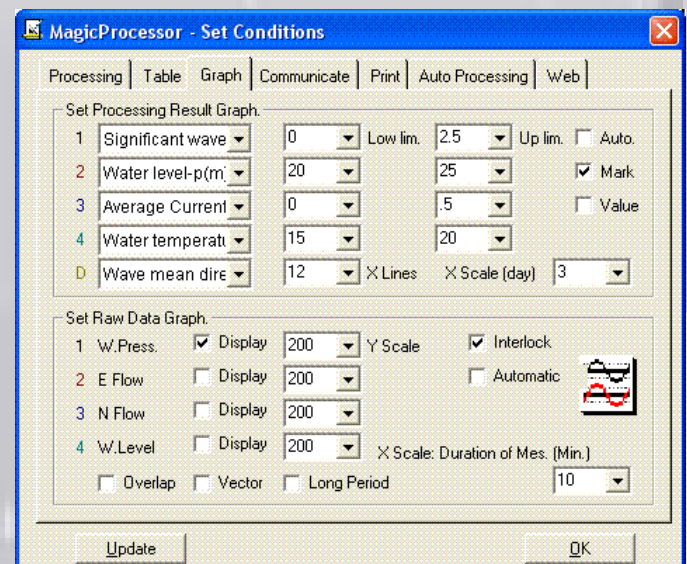 MagicProcessor - Set Conditions
Processing Table Graph Communicate Print Auto Processing Web
Set Processing Result Graph.
1 Significant wave 0 Low lim. 2.5 Up lim. Auto.
2 Water level-p(m) 20 25 Mark
3 Average Current 0 .5 Value
4 Water temperatu 15 20
D Wave mean dire 12 X Lines X Scale (day) 3
Set Raw Data Graph.
1 W.Press. Display 200 Y Scale Interlock
2 E Flow Display 200 Automatic
3 N Flow Display 200
4 W.Level Display 200 X Scale: Duration of Mes. (Min.)
Overlap Vector Long Period 10
Update OK